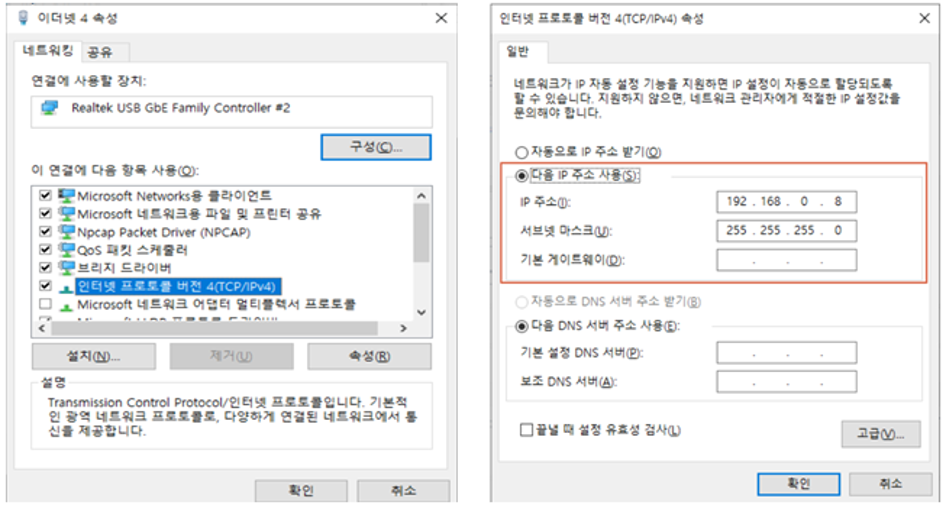 이더넷 4 속성
네트워킹
공유
연결에 사용할 장치:
Realtek USB GbE Family Controller #2
구성(C)...
이 연결에 다음 항목 사용(O):
Microsoft Networks용 클라이언트
Microsoft 네트워크용 파일 및 프린터 공유
Npcap Packet Driver (NPCAP)
QoS 패킷 스케줄러
브리지 드라이버
인터넷 프로토콜 버전 4(TCP/IPv4)
Microsoft 네트워크 어댑터 멀티플렉서 프로토콜
설치(N)...
제거(U)
속성(R)
설명
Transmission Control Protocol/인터넷 프로토콜입니다. 기본적
인 광역 네트워크 프로토콜로, 다양하게 연결된 네트워크에서 통
신을 제공합니다.
확인
취소
인터넷 프로토콜 버전 4(TCP/IPv4) 속성
일반
네트워크가 IP 자동 설정 기능을 지원하면 IP 설정이 자동으로 할당되도록
할 수 있습니다. 지원하지 않으면, 네트워크 관리자에게 적절한 IP 설정값을
문의해야 합니다.
자동으로 IP 주소 받기(O)
다음 IP 주소 사용(S):
IP 주소(I):
192 . 168 . 0 . 8
서브넷 마스크(U):
255 . 255 . 255 . 0
기본 게이트웨이(D):
. . .
자동으로 DNS 서버 주소 받기(B)
다음 DNS 서버 주소 사용(E):
기본 설정 DNS 서버(P):
. . .
보조 DNS 서버(A):
. . .
끝낼 때 설정 유효성 검사(L)
고급(V)...
확인
취소